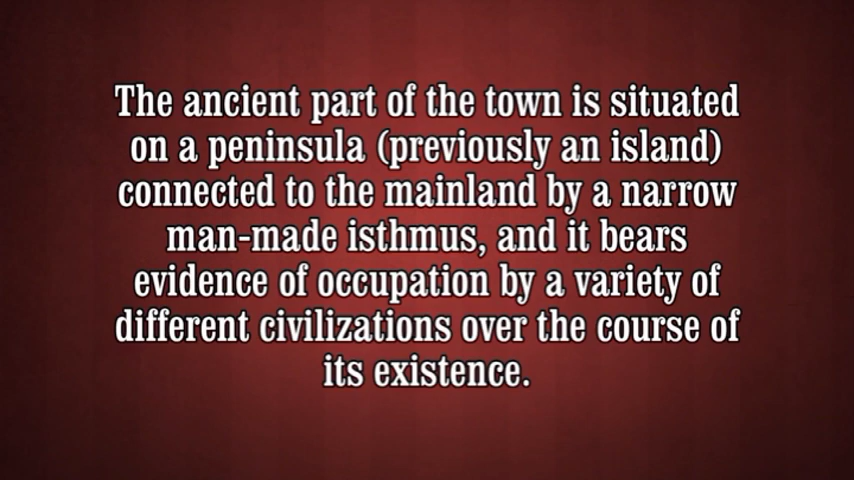 The ancient part of the town is situated
on a peninsula (previously an island)
connected to the mainland by a narrow
man-made isthmus, and it bears
evidence of occupation by a variety of
different civilizations over the course of
its existence.